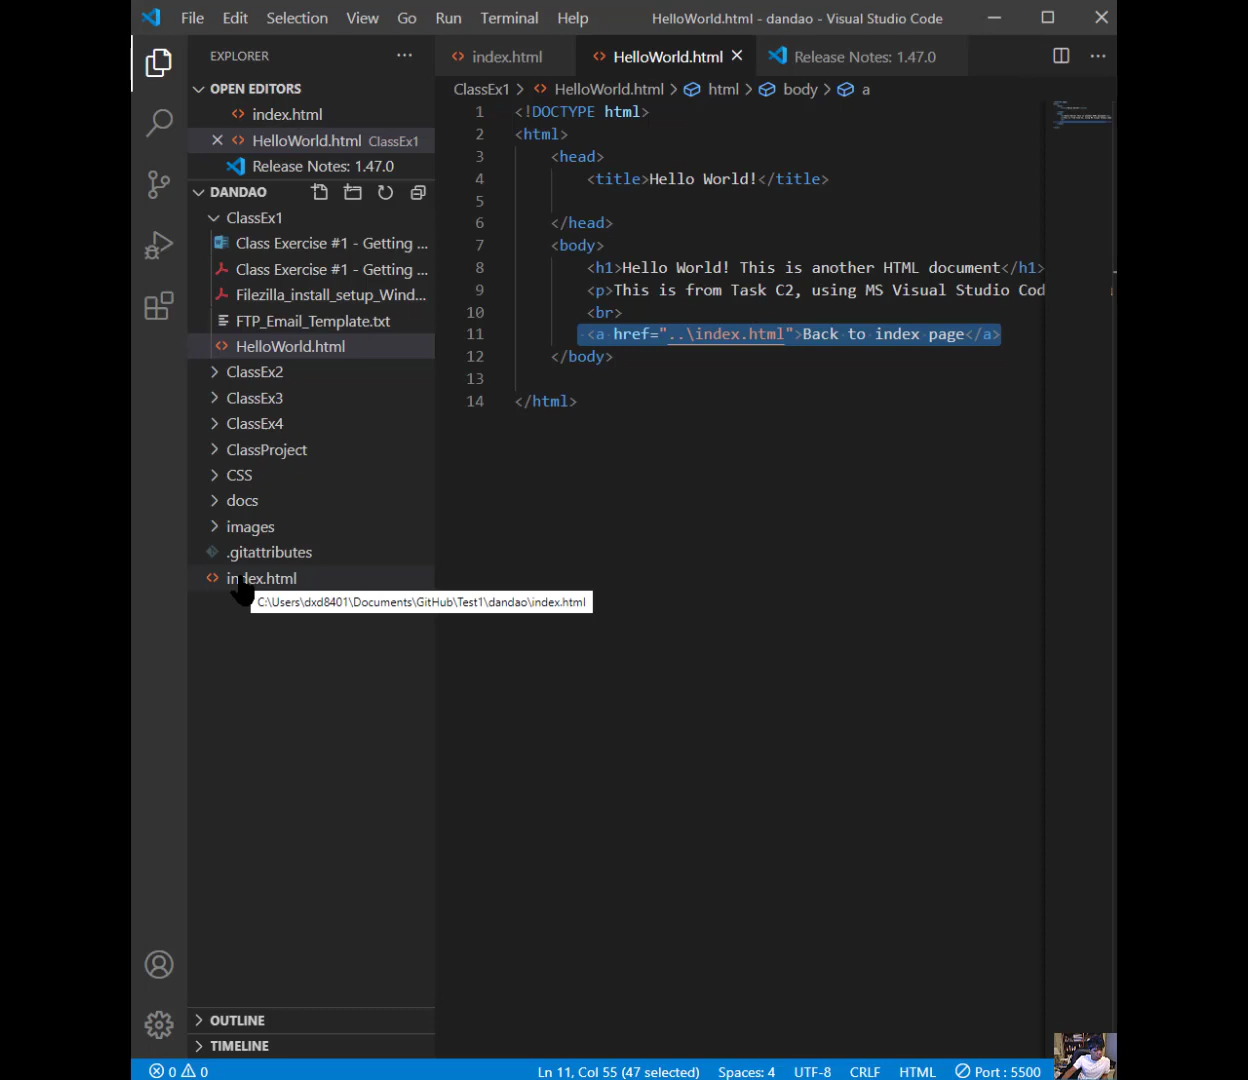 File Edit Selection View Go Run Terminal Help HelloWorld.html - dandao - Visual Studio Code
EXPLORER
index.html HelloWorld.html Release Notes: 1.47.0
OPEN EDITORS
index.html
HelloWorld.html ClassEx1
Release Notes: 1.47.0
DANDAO
ClassEx1
Class Exercise #1 - Getting ...
Class Exercise #1 - Getting ...
Filezilla_install_setup_Wind...
FTP_Email_Template.txt
HelloWorld.html
ClassEx2
ClassEx3
ClassEx4
ClassProject
CSS
docs
images
.gitattributes
index.html
C:\Users\dxd8401\Documents\GitHub\Test1\dandao\index.html
OUTLINE
TIMELINE
ClassEx1 > HelloWorld.html > html > body > a
1 <!DOCTYPE html>
2 <html>
3 <head>
4 <title>Hello World!</title>
5
6 </head>
7 <body>
8 <h1>Hello World! This is another HTML document</h1>
9 <p>This is from Task C2, using MS Visual Studio Cod
10 <br>
11 <a href="..\index.html">Back to index page</a>
12 </body>
13
14 </html>
0 0 Ln 11, Col 55 (47 selected) Spaces: 4 UTF-8 CRLF HTML Port : 5500